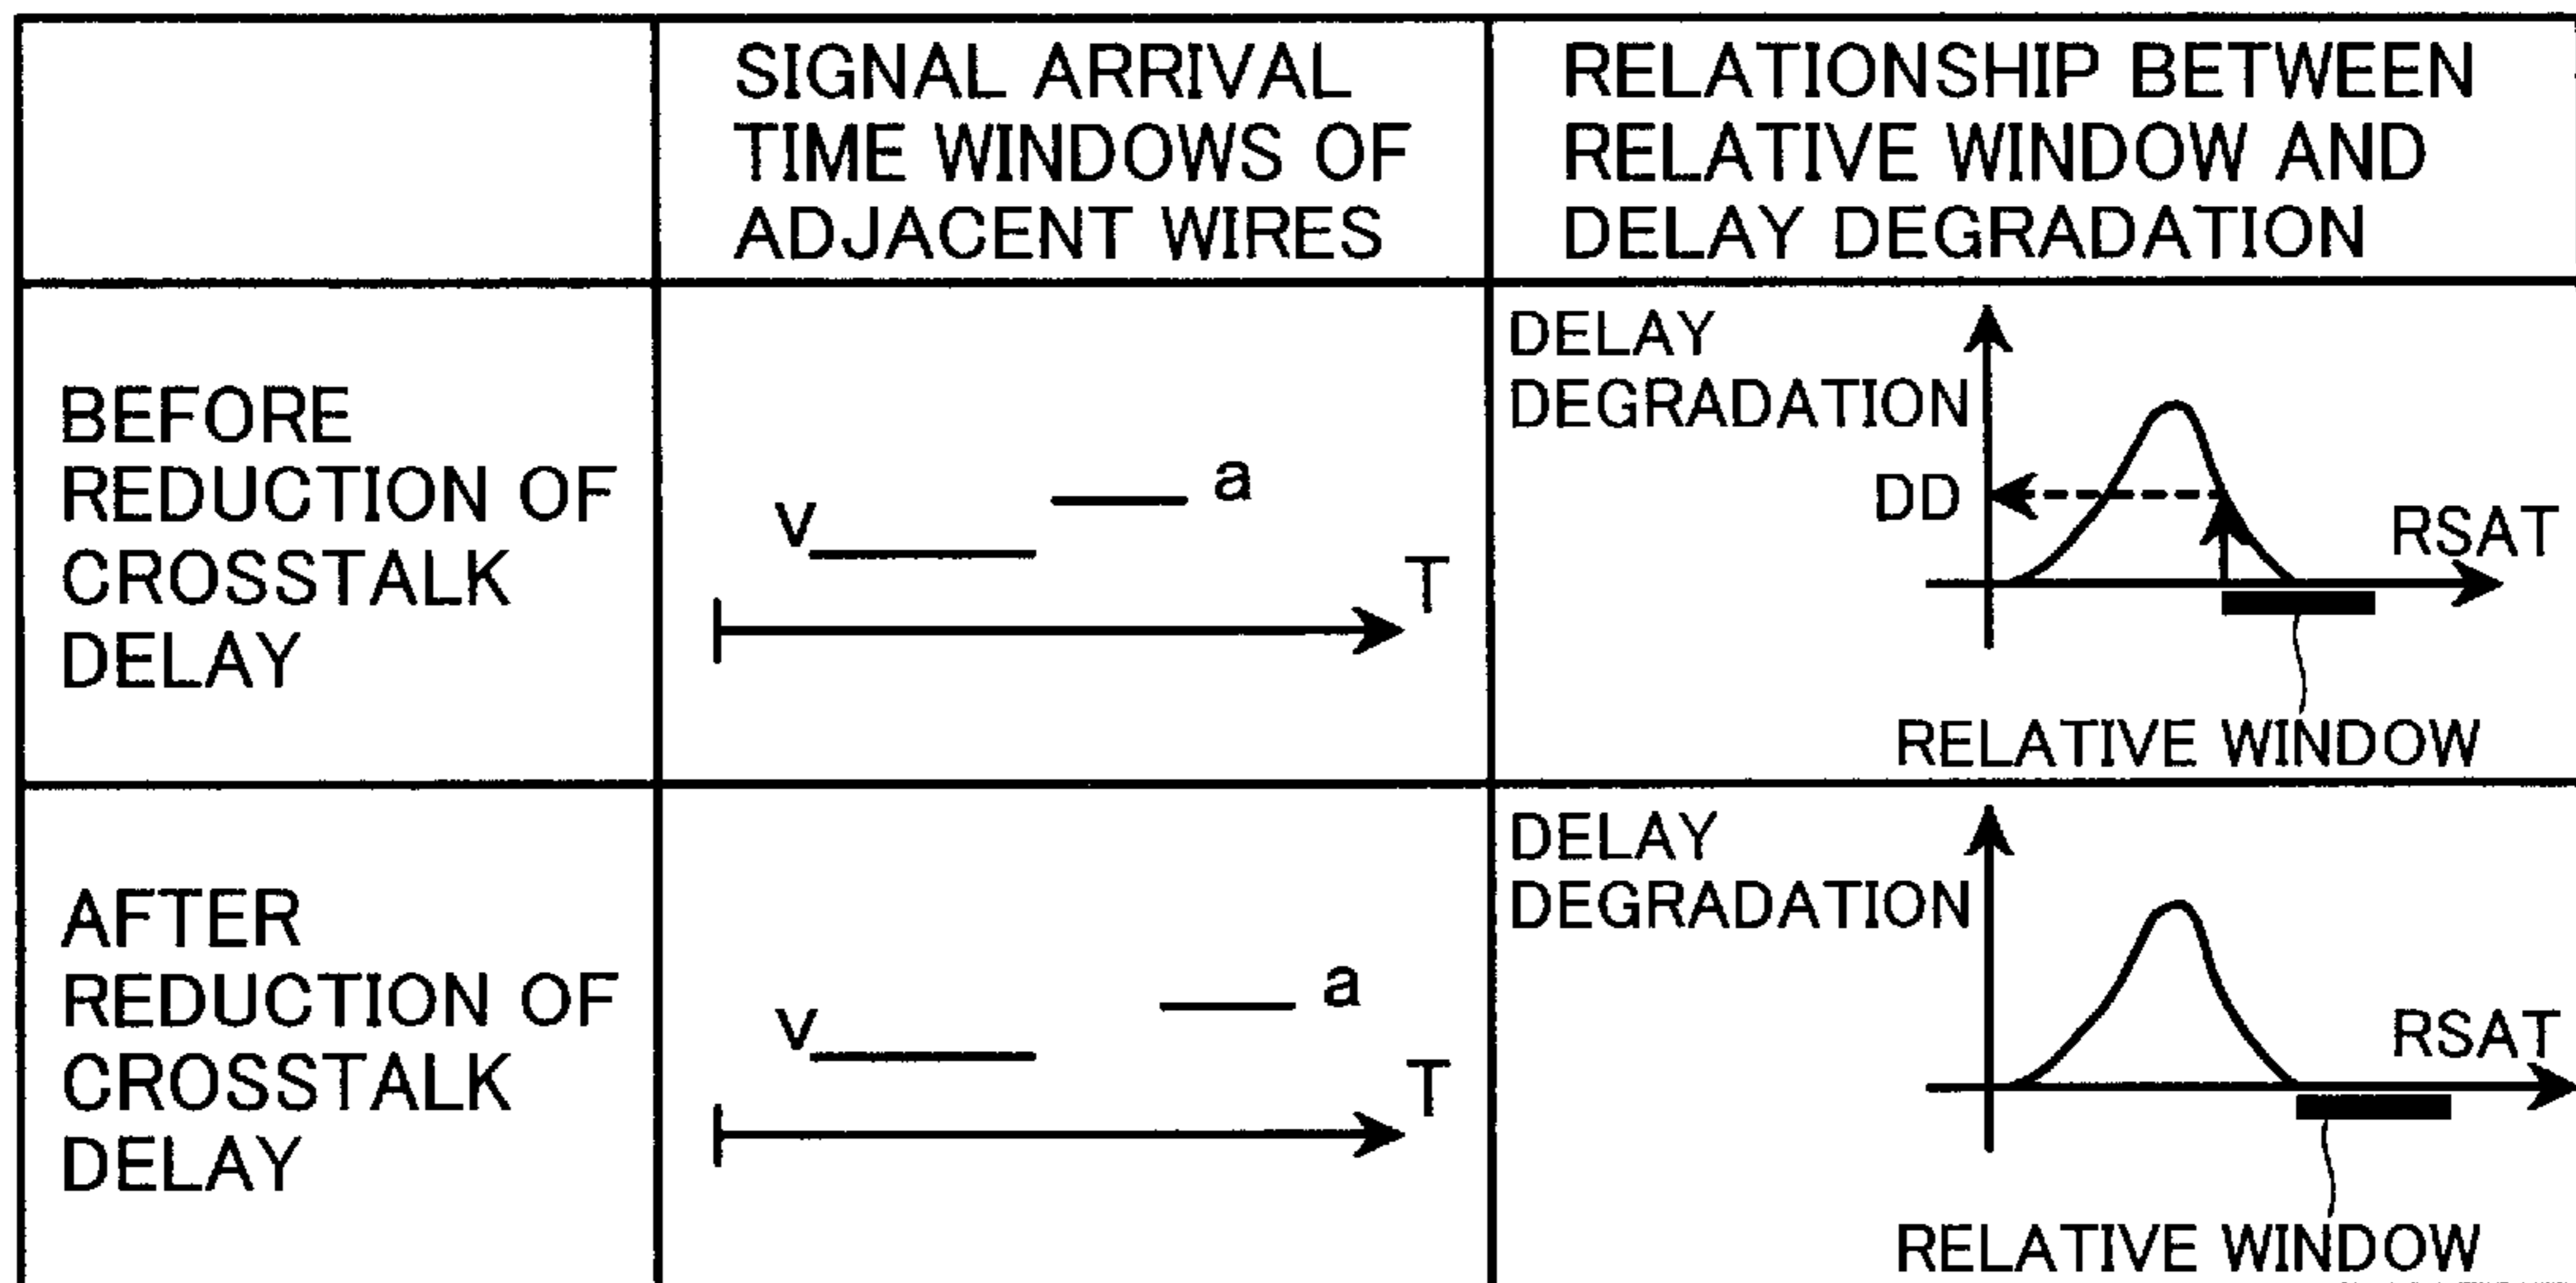 SIGNAL ARRIVAL
TIME WINDOWS OF
ADJACENT WIRES
RELATIONSHIP BETWEEN
RELATIVE WINDOW AND
DELAY DEGRADATION
BEFORE
REDUCTION OF
CROSSTALK
DELAY
v
a
T
DELAY
DEGRADATION
DD
RSAT
RELATIVE WINDOW
AFTER
REDUCTION OF
CROSSTALK
DELAY
v
a
T
DELAY
DEGRADATION
RSAT
RELATIVE WINDOW